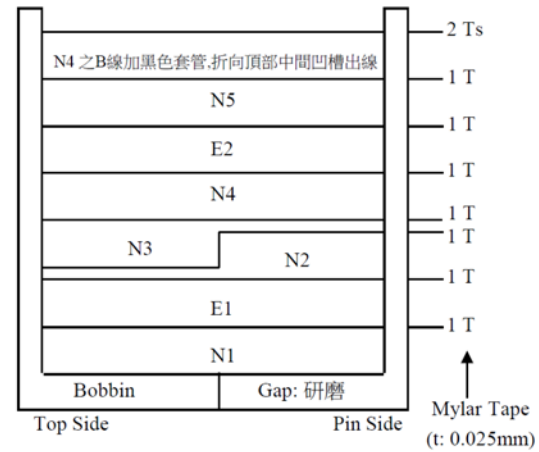 2 Ts
N4 之B線加黑色套管,折向頂部中間凹槽出線
1 T
N5
1 T
E2
1 T
N4
1 T
1 T
N3
N2
1 T
E1
1 T
N1
Bobbin
Gap: 研磨
Top Side
Pin Side
Mylar Tape
(t: 0.025mm)